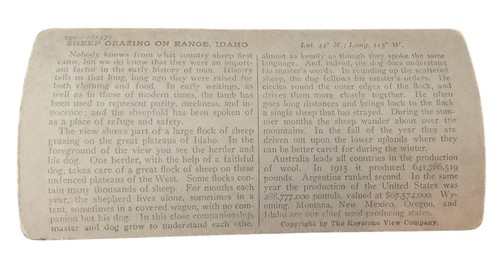 SHEEP GRAZING ON RANGE, IDAHO
Nobody knows from what country sheep first
came, but we do know that they were an import-
ant factor in the early history of man. History
tells us that long, long ago they were raised for
both clothing and food. In early writings, as
well as in those of modern times, the lamb has
been used to represent purity, meekness, and in-
nocence; and the sheepfold has been spoken of
as a place of refuge and safety.
The view shows part of a large flock of sheep
grazing on the great plateaus of Idaho. In the
foreground of the view you see the herder and
his dog. One herder, with the help of a faithful
dog, takes care of a great flock of sheep on these
unfenced plateaus of the West. Some flocks con-
tain many thousands of sheep. For months each
year, the shepherd lives alone, sometimes in a
tent, sometimes in a covered wagon, with no com-
panion but his dog. In this close companionship,
master and dog grow to understand each other,
Lat. 43° N.; Long. 115° W.
almost as keenly as though they spoke the same
language. And, indeed, the dog does understand
his master's words. In rounding up the scattered
sheep, the dog follows his master's orders. He
circles round the outer edges of the flock, and
drives them more closely together. He often
goes long distances and brings back to the flock
a single sheep that has strayed. During the sum-
mer months the sheep wander about over the
mountains. In the fall of the year they are
driven out upon the lower uplands where they
can be better cared for during the winter.
Australia leads all countries in the production
of wool. In 1913 it produced 641,786,519
pounds. Argentina ranked second. In the same
year the production of the United States was
288,777,000 pounds, valued at $67,574,000. Wy-
oming, Montana, New Mexico, Oregon, and
Idaho are our chief wool-producing states.
Copyright by The Keystone View Company.